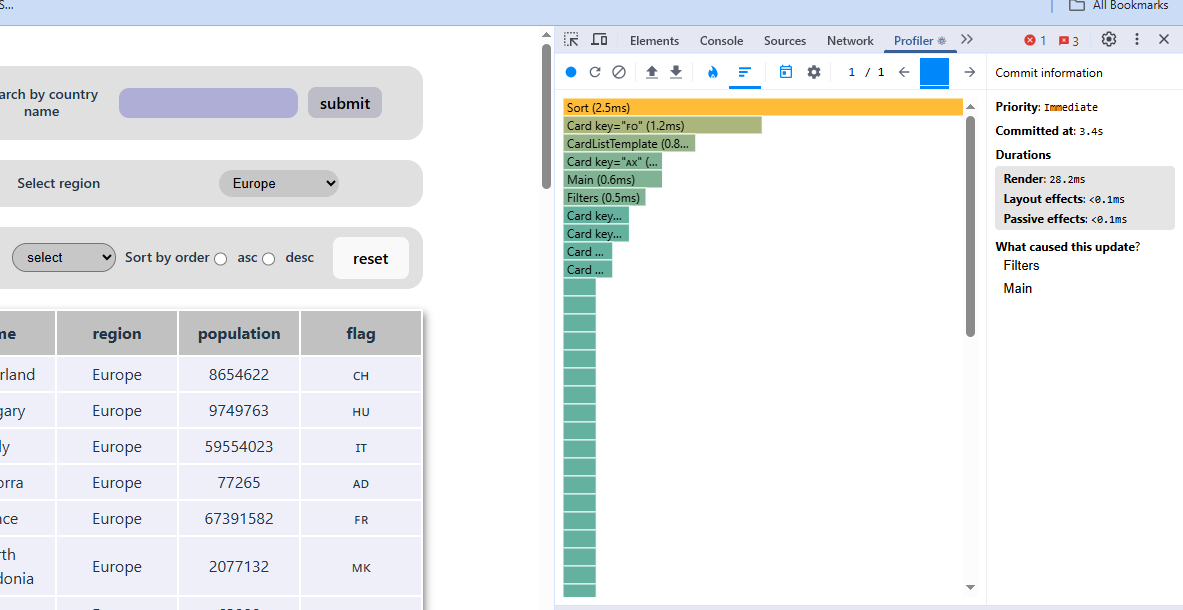 S...
All Bookmarks
Elements Console Sources Network Profiler 1 3
1 / 1
arch by country
name
submit
Select region
Europe
select
Sort by order asc desc
reset
me region population flag
rland Europe 8654622 CH
gary Europe 9749763 HU
ly Europe 59554023 IT
orra Europe 77265 AD
nce Europe 67391582 FR
rth
donia Europe 2077132 MK
Sort (2.5ms)
Card key="FO" (1.2ms)
CardListTemplate (0.8...
Card key="AX" (...
Main (0.6ms)
Filters (0.5ms)
Card key...
Card key...
Card ...
Card ...
Commit information
Priority: Immediate
Committed at: 3.4s
Durations
Render: 28.2ms
Layout effects: <0.1ms
Passive effects: <0.1ms
What caused this update?
Filters
Main